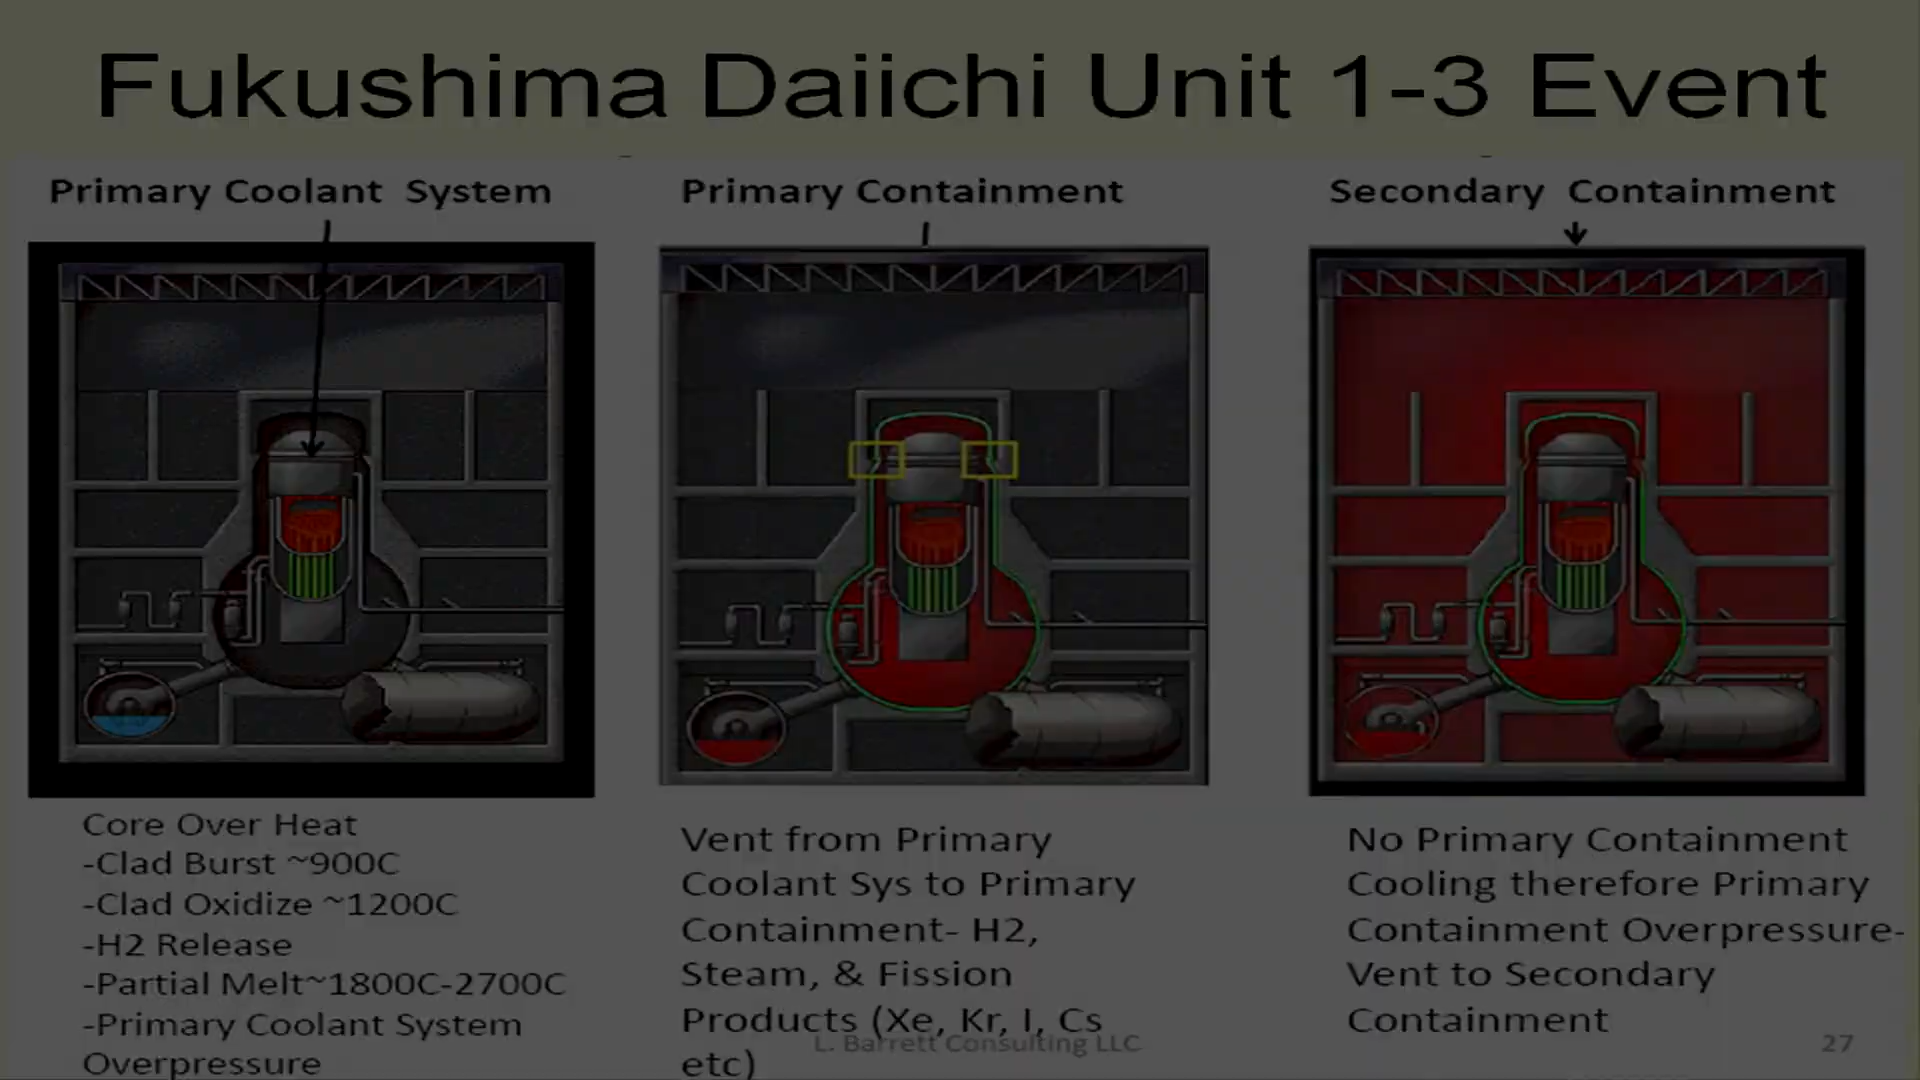 Fukushima Daiichi Unit 1-3 Event
Primary Coolant System
Primary Containment
Secondary Containment
Core Over Heat
-Clad Burst ~900C
-Clad Oxidize ~1200C
-H2 Release
-Partial Melt~1800C-2700C
-Primary Coolant System
Overpressure
Vent from Primary
Coolant Sys to Primary
Containment- H2,
Steam, & Fission
Products (Xe, Kr, I, Cs
etc)
No Primary Containment
Cooling therefore Primary
Containment Overpressure-
Vent to Secondary
Containment
L. Barrett Consulting LLC
27